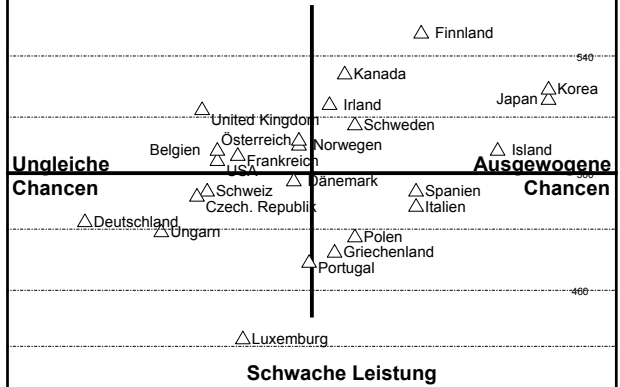 Finnland
540
Kanada
Korea
Japan
Irland
United Kingdom
Schweden
Österreich
Norwegen
Belgien
Island
Frankreich
USA
Ungleiche
Chancen
Ausgewogene
Chancen
Dänemark
Schweiz
Spanien
Czech. Republik
Italien
Deutschland
Ungarn
Polen
Griechenland
Portugal
460
Luxemburg
Schwache Leistung